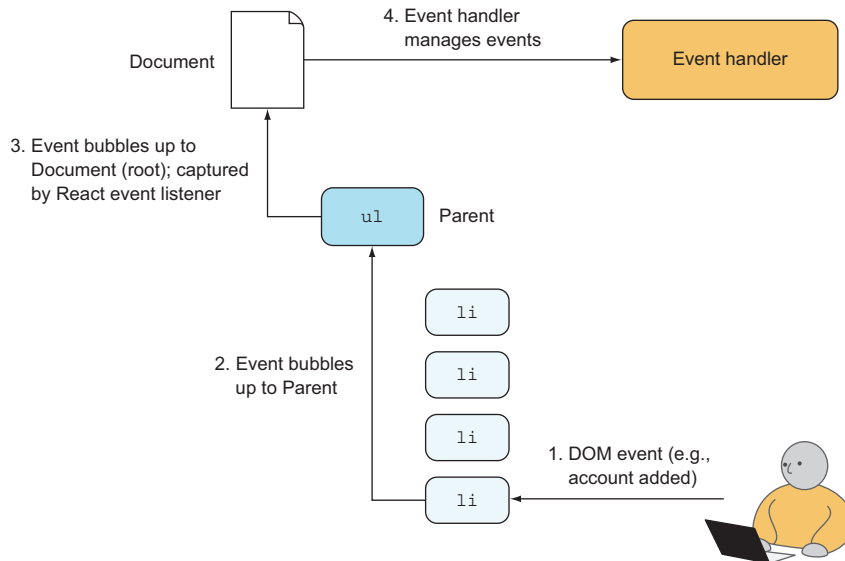 4. Event handler
manages events
Document
Event handler
3. Event bubbles up to
Document (root); captured
by React event listener
ul
Parent
li
2. Event bubbles
up to Parent
li
li
1. DOM event (e.g.,
account added)
li